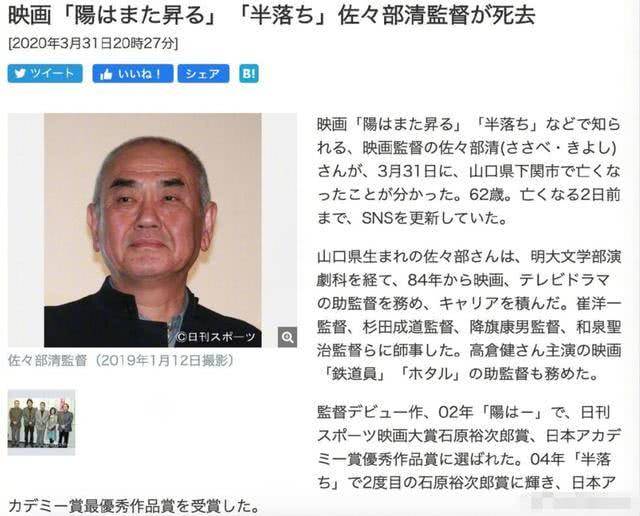 映画「陽はまた昇る」「半落ち」佐々部清監督が死去
[2020年3月31日20時27分]
ツイート
いいね!
シェア
B!
©日刊スポーツ
佐々部清監督(2019年1月12日撮影)
映画「陽はまた昇る」「半落ち」などで知ら
れる、映画監督の佐々部清(ささべ・きよし)
さんが、3月31日に、山口県下関市で亡くな
ったことが分かった。62歳。亡くなる2日前
まで、SNSを更新していた。
山口県生まれの佐々部さんは、明大文学部演
劇科を経て、84年から映画、テレビドラマ
の助監督を務め、キャリアを積んだ。崔洋一
監督、杉田成道監督、降旗康男監督、和泉聖
治監督らに師事した。高倉健さん主演の映画
「鉄道員」「ホタル」の助監督も務めた。
監督デビュー作、02年「陽はー」で、日刊
スポーツ映画大賞石原裕次郎賞、日本アカデ
ミー賞優秀作品賞に選ばれた。04年「半落
ち」で2度目の石原裕次郎賞に輝き、日本ア
カデミー賞最優秀作品賞を受賞した。